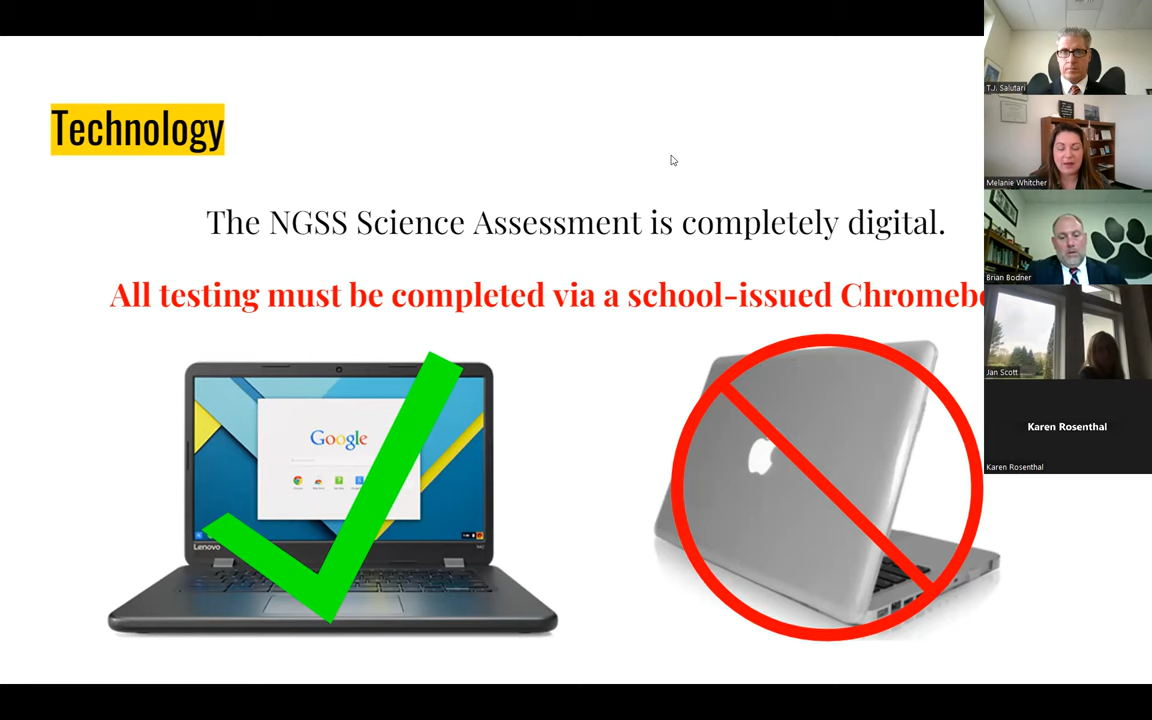 Technology
The NGSS Science Assessment is completely digital.
All testing must be completed via a school-issued Chromebo
Google
Lenovo
T.J. Salutari
Melanie Whitcher
Brian Bodner
Jan Scott
Karen Rosenthal
Karen Rosenthal